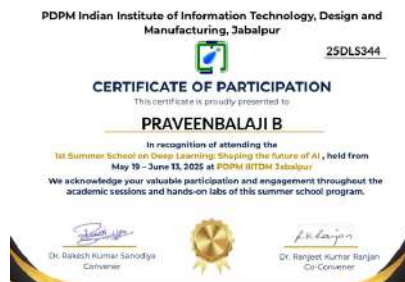 PDPM Indian Institute of Information Technology, Design and
Manufacturing, Jabalpur
25DLS344
CERTIFICATE OF PARTICIPATION
This certificate is proudly presented to
PRAVEENBALAJI B
In recognition of attending the
1st Summer School on Deep Learning: Shaping the future of AI , held from
May 19 – June 13, 2025 at PDPM IIITDM Jabalpur
We acknowledge your valuable participation and engagement throughout the
academic sessions and hands-on labs of this summer school program.
Dr. Rakesh Kumar Sanodiya
Convener
Dr. Ranjeet Kumar Ranjan
Co-Convener